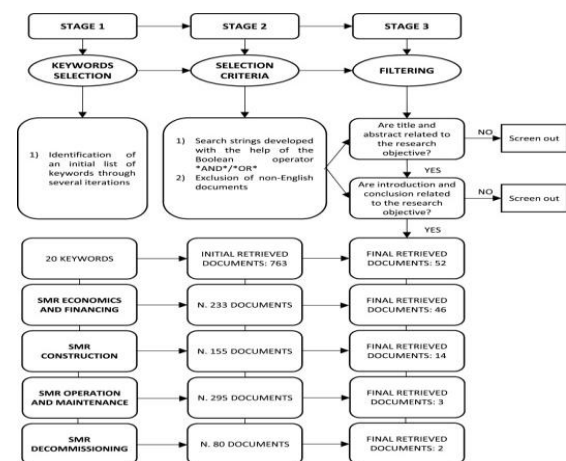 STAGE 1
STAGE 2
STAGE 3
KEYWORDS
SELECTION
SELECTION
CRITERIA
FILTERING
1) Identification of
an initial list of
keywords through
several iterations
1) Search strings developed
with the help of the
Boolean operator
*AND*/*OR*
2) Exclusion of non-English
documents
Are title and
abstract related to
the research
objective?
NO
Screen out
YES
Are introduction and
conclusion related
to the research
objective?
NO
Screen out
YES
20 KEYWORDS
INITIAL RETRIEVED
DOCUMENTS: 763
FINAL RETRIEVED
DOCUMENTS: 52
SMR ECONOMICS
AND FINANCING
N. 233 DOCUMENTS
FINAL RETRIEVED
DOCUMENTS: 46
SMR
CONSTRUCTION
N. 155 DOCUMENTS
FINAL RETRIEVED
DOCUMENTS: 14
SMR OPERATION
AND MAINTENANCE
N. 295 DOCUMENTS
FINAL RETRIEVED
DOCUMENTS: 3
SMR
DECOMMISSIONING
N. 80 DOCUMENTS
FINAL RETRIEVED
DOCUMENTS: 2